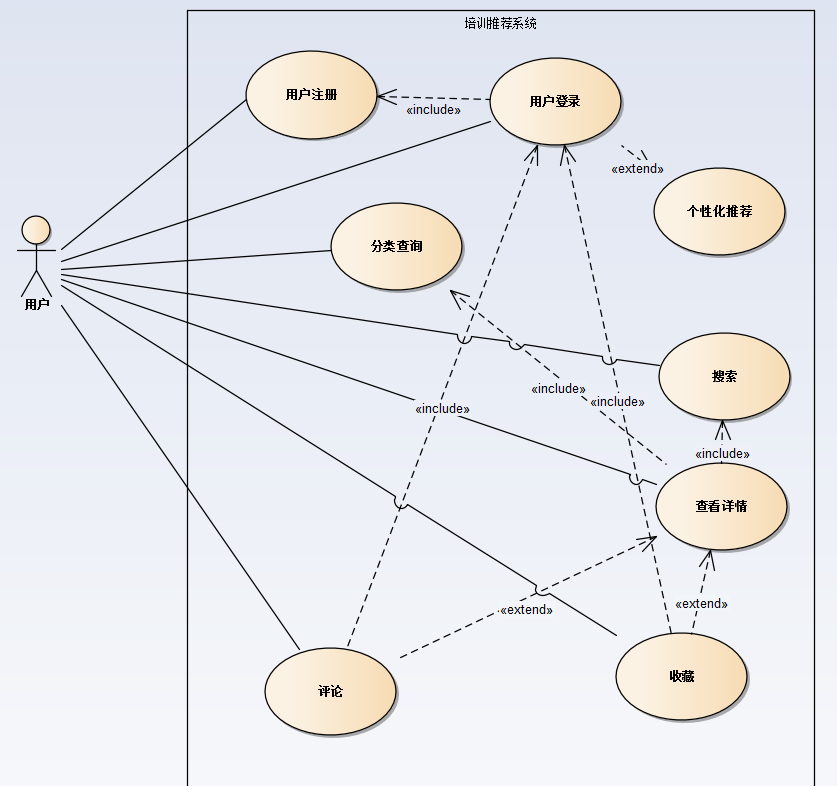 培训推荐系统
用户注册
用户登录
«include»
«extend»
个性化推荐
分类查询
用户
搜索
«include»
«include»
«include»
«include»
查看详情
«extend»
«extend»
收藏
评论